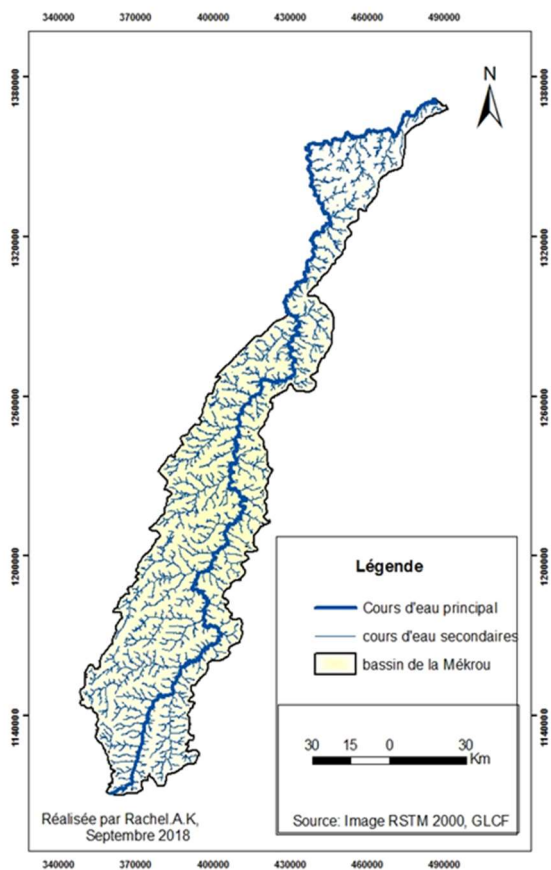 340000 370000 400000 430000 460000 490000
N
1380000 1380000
1320000 1320000
1260000 1260000
1200000 1200000
1140000 1140000
Légende
Cours d'eau principal
cours d'eau secondaires
bassin de la Mékrou
30 15 0 30
Km
Réalisée par Rachel.A.K,
Septembre 2018
Source: Image RSTM 2000, GLCF
340000 370000 400000 430000 460000 490000